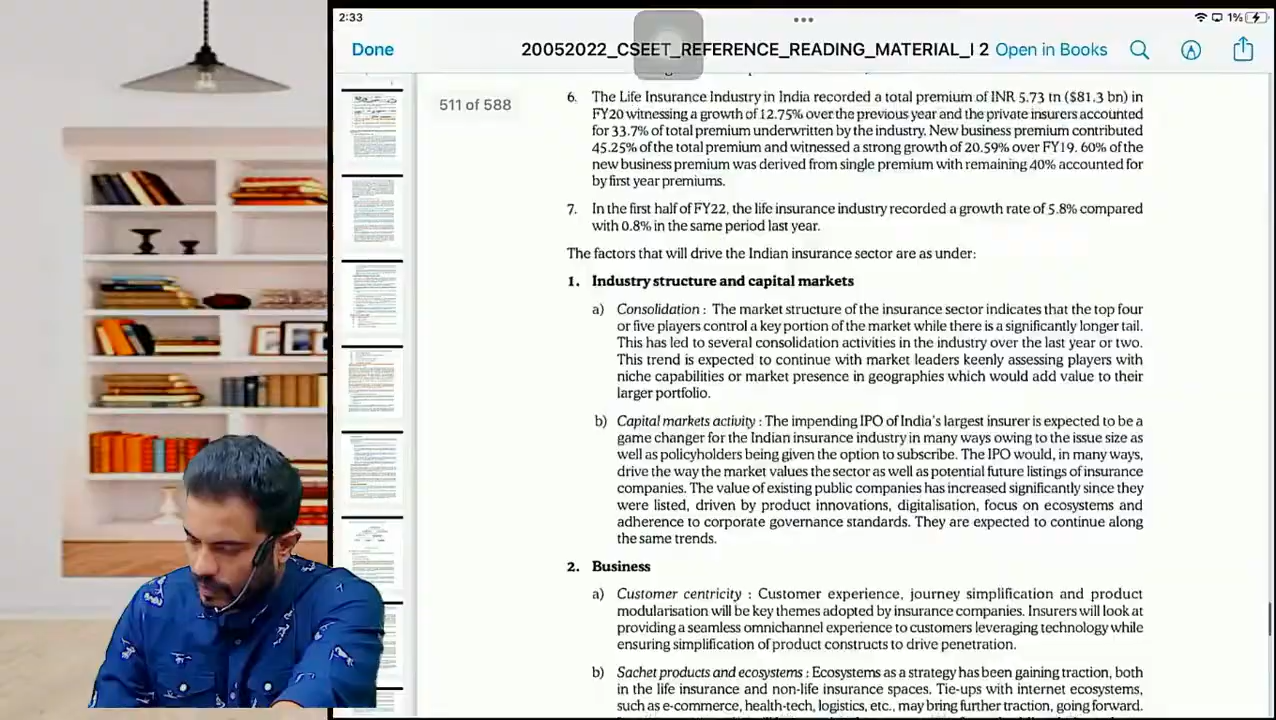 2:33
1%
Done
20052022_CSEET_REFERENCE_READING_MATERIAL_I 2
Open in Books
511 of 588
6. The Life Insurance Industry in India recorded a total premium of INR 5.73 tn (US$ 77.3 bn) in
FY20 witnessing a growth of 12.75% over the previous year and the private insurers accounted
for 33.7% of total premium underwritten by the industry. New business premium contributed
45.25% of the total premium and witnessed a strong growth of 20.59% over FY19. 60% of the
new business premium was derived from single premium with remaining 40% accounted for
by first year premiums.
7. In the first half of FY22, the life insurance industry recorded a growth rate of 5.8% compared
with 0.8% in the same period last year.
The factors that will drive the Indian insurance sector are as under:
1. Industry structure and capital markets
a) Consolidation : The market structure of the insurance sector indicates that the top four
or five players control a key portion of the market while there is a significantly longer tail.
This has led to several consolidation activities in the industry over the last year or two.
This trend is expected to continue with market leaders keenly assessing players with
niche capabilities or market presence in geographies which would add value to their
larger portfolio.
b) Capital markets activity : The impending IPO of India's largest insurer is expected to be a
game changer for the Indian insurance industry in many ways owing to the issue size as
well as policyholders being given the option to subscribe. The IPO would, in many ways,
pave the way for market value discovery as well as potential future listings of insurance
companies. The value of existing public companies has increased significantly since they
were listed, driven by product innovations, digitalisation, focus on ecosystems and
adherence to corporate governance standards. They are expected to continue along
the same trends.
2. Business
a) Customer centricity : Customer experience, journey simplification and product
modularisation will be key themes adopted by insurance companies. Insurers will look at
providing a seamless omnichannel experience to customers leveraging technology while
ensuring simplification of product constructs to drive penetration.
b) Sachet products and ecosystems : Ecosystems as a strategy has been gaining traction, both
in the life insurance and non-life insurance spaces. Tie-ups with internet ecosystems,
such as e-commerce, health-tech, logistics, etc., may bring further traction, going forward.